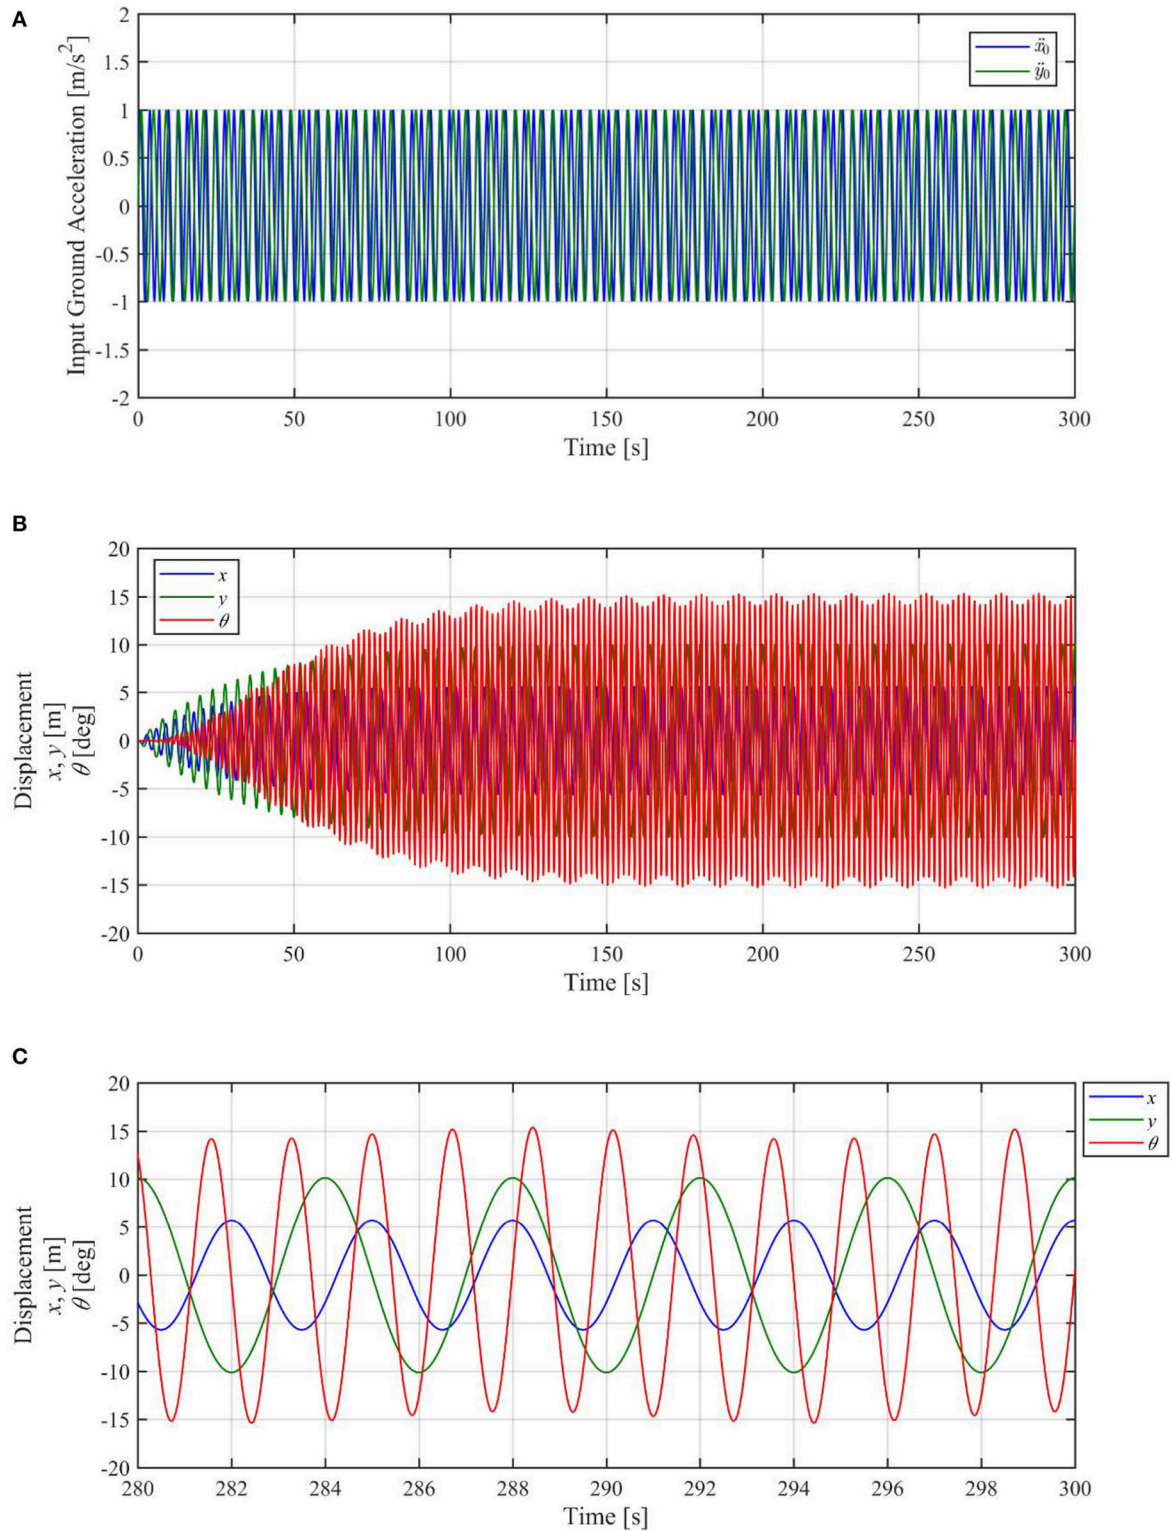 A
Input Ground Acceleration [m/s²]
2
1.5
1
0.5
0
-0.5
-1
-1.5
-2
ẍ₀
ÿ₀
0 50 100 150 200 250 300
Time [s]
B
Displacement
x, y [m]
θ [deg]
20
15
10
5
0
-5
-10
-15
-20
x
y
θ
0 50 100 150 200 250 300
Time [s]
C
Displacement
x, y [m]
θ [deg]
20
15
10
5
0
-5
-10
-15
-20
x
y
θ
280 282 284 286 288 290 292 294 296 298 300
Time [s]